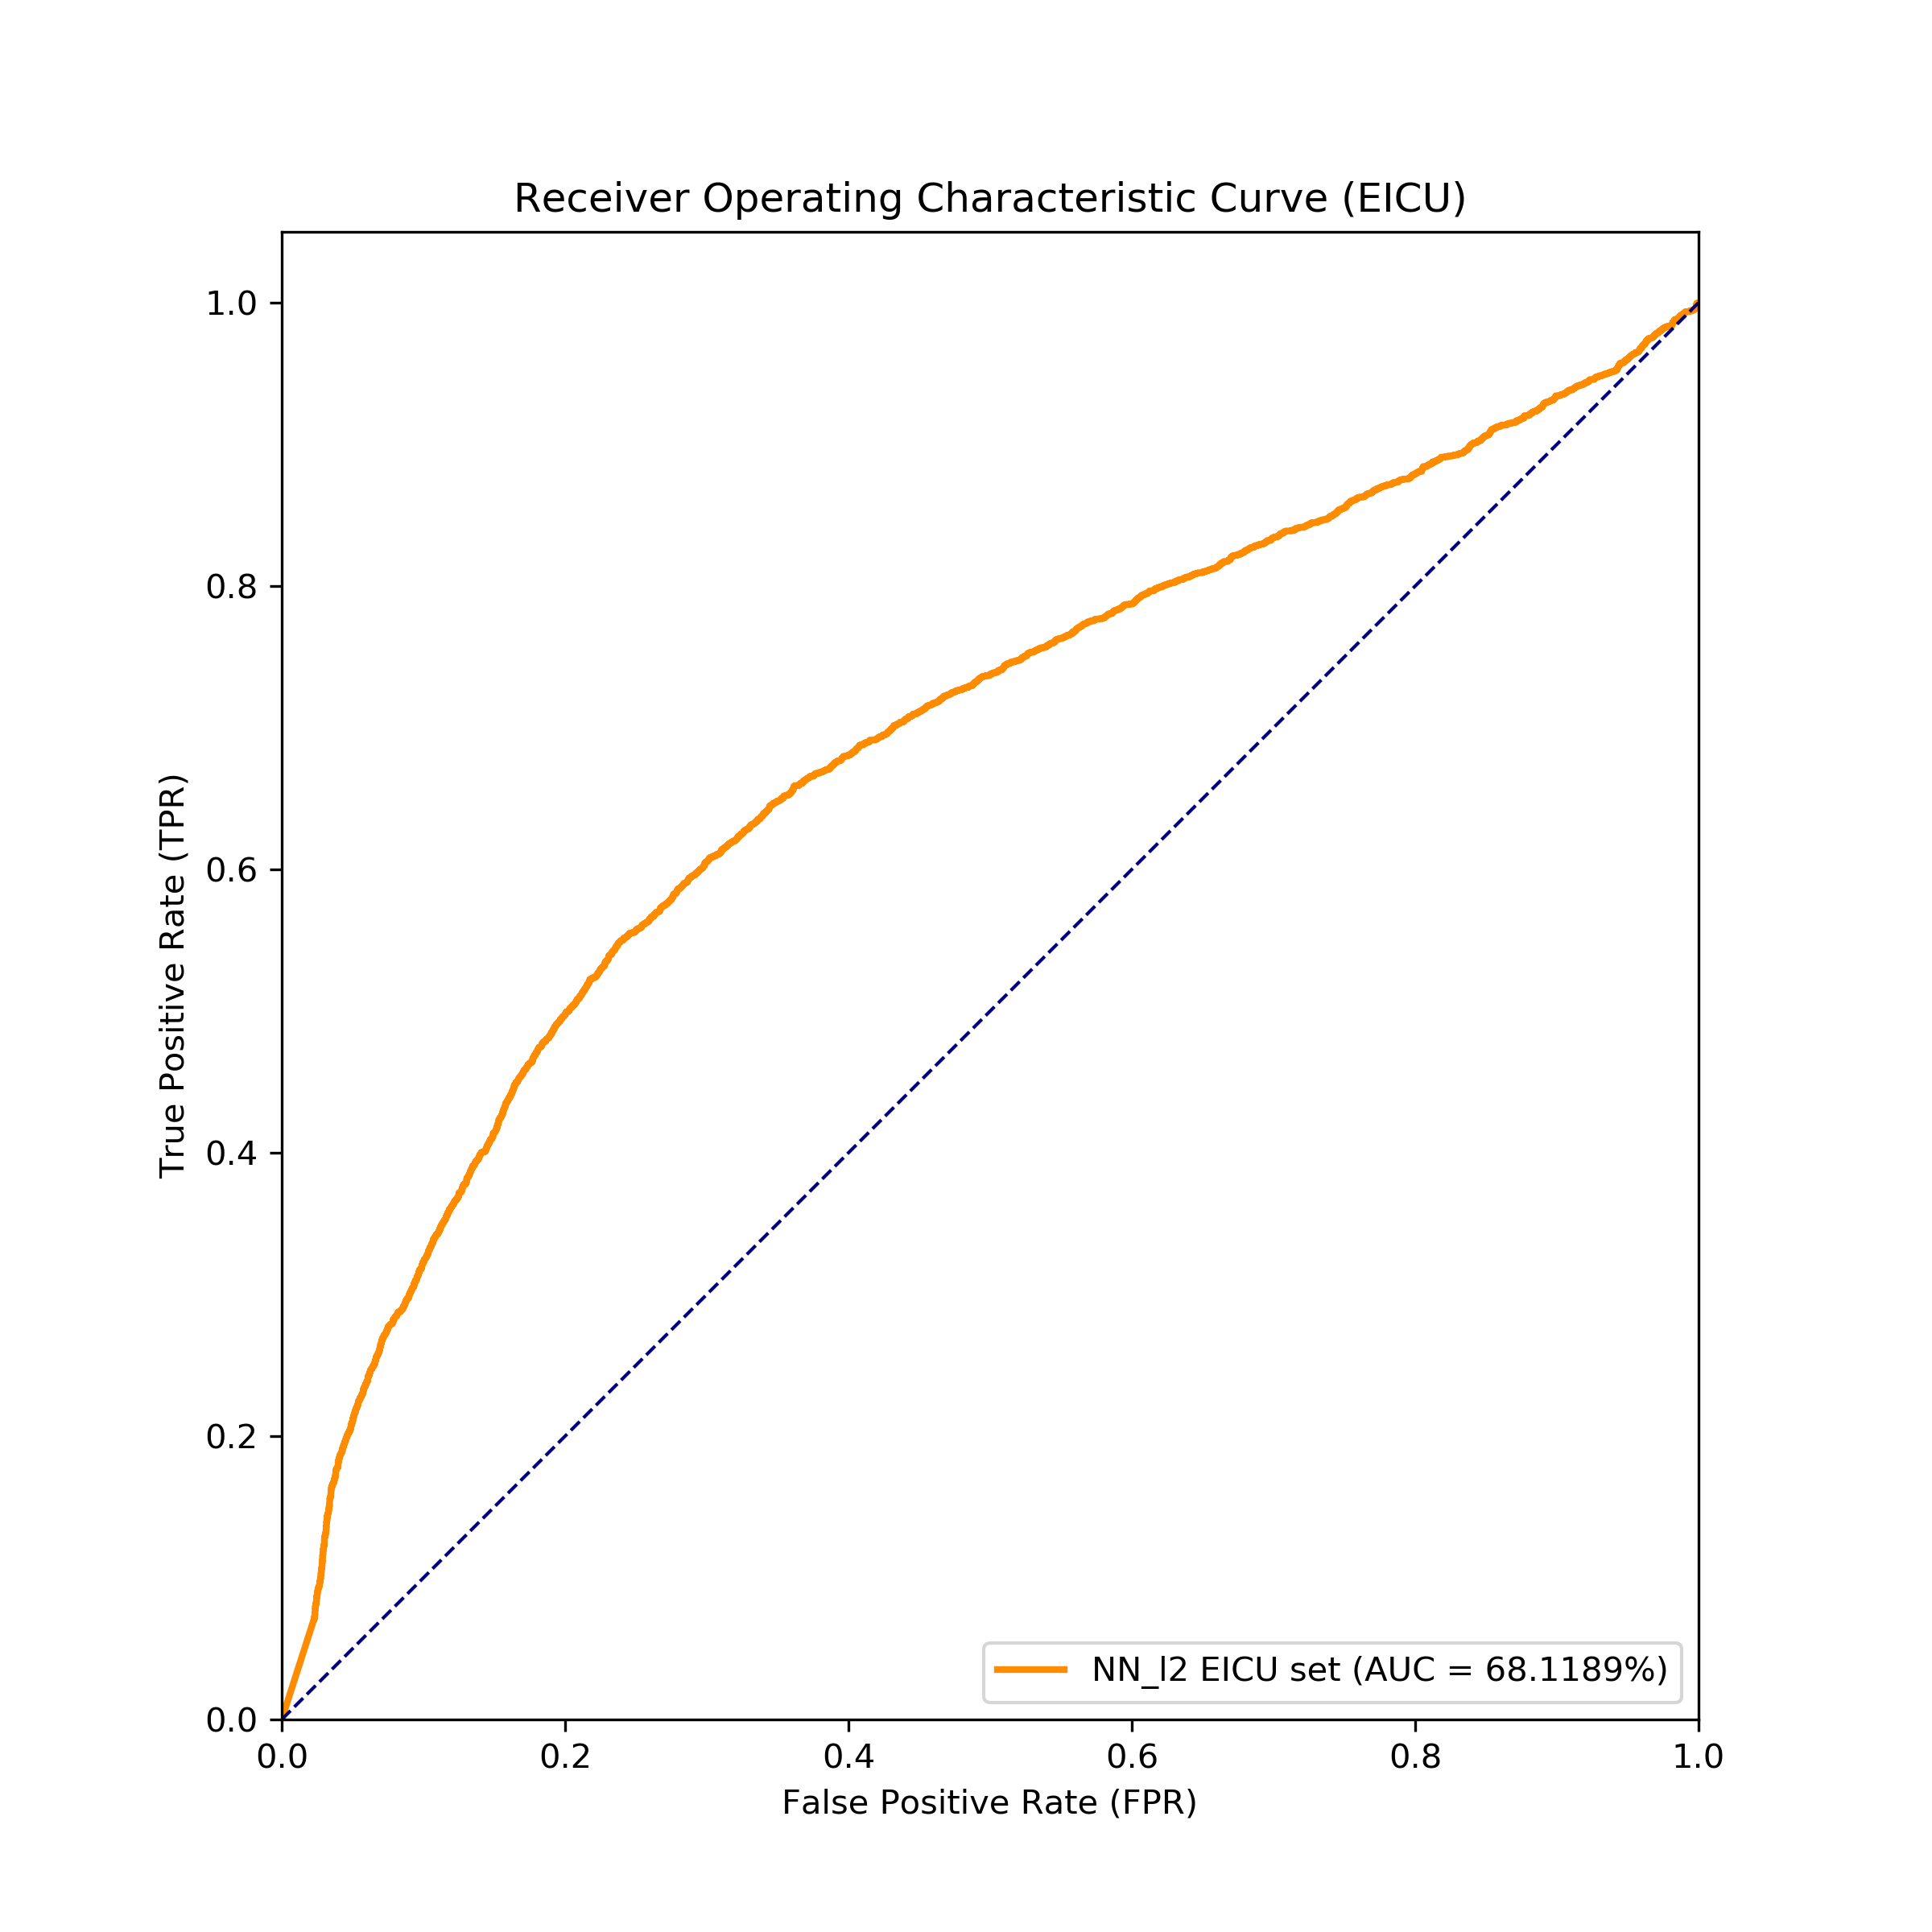 Receiver Operating Characteristic Curve (EICU)
True Positive Rate (TPR)
1.0
0.8
0.6
0.4
0.2
0.0
0.0 0.2 0.4 0.6 0.8 1.0
False Positive Rate (FPR)
NN_l2 EICU set (AUC = 68.1189%)